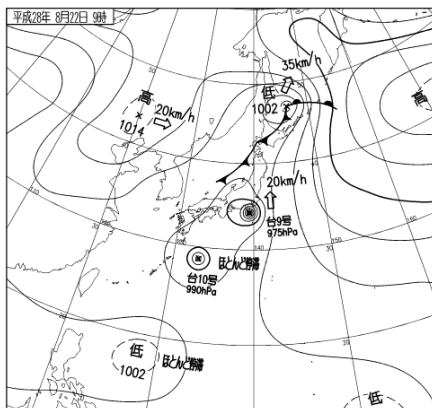 平成28年 8月22日 9時
35km/h
低
1002
高
20km/h
1014
高
20km/h
台9号
975hPa
ほとんど停滞
台10号
990hPa
140
低
ほとんど停滞
1002
低